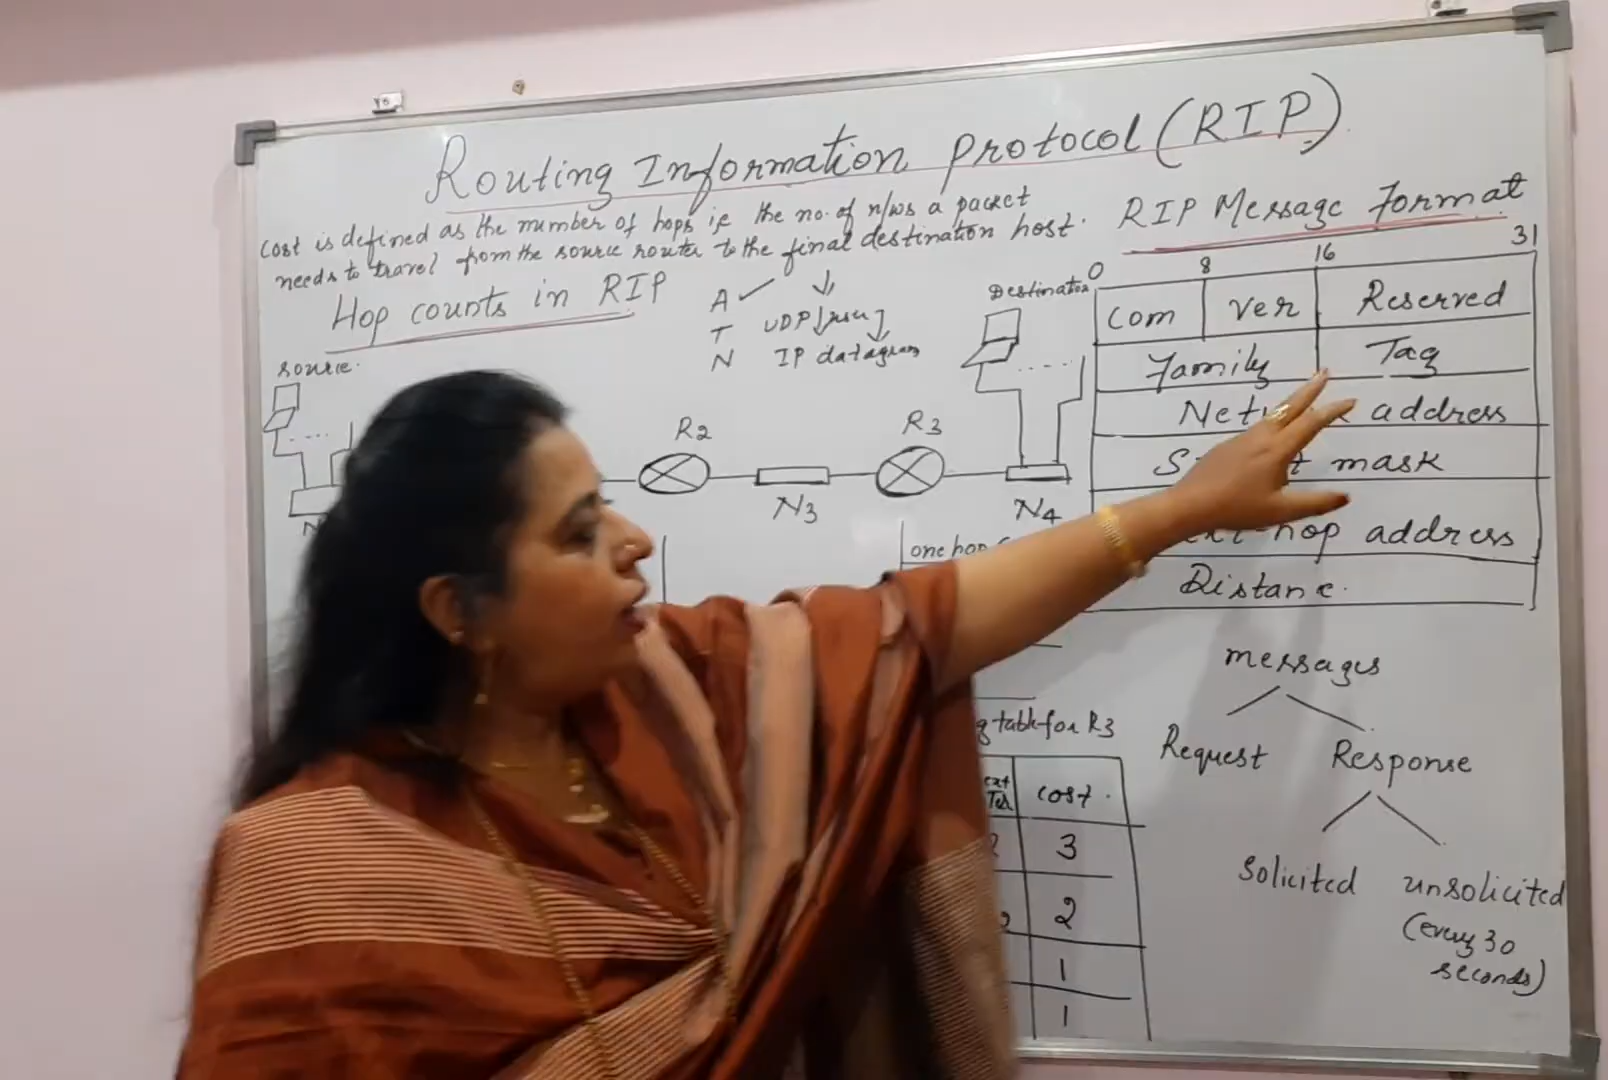 Routing Information Protocol (RIP)
cost is defined as the number of hops i.e the no. of n/ws a packet
needs to travel from the source router to the final destination host.
Hop counts in RIP
A ✓
T UDP [user]
N IP datagram
source.
Destination
R2
R3
N3
N4
one hop
RIP Message Format
0 8 16 31
Com Ver Reserved
Family Tag
address
mask
hop address
Distanc.
messages
Request Response
Solicited unsolicited
(every 30
seconds)
table for R3
cost.
3
2
1
1